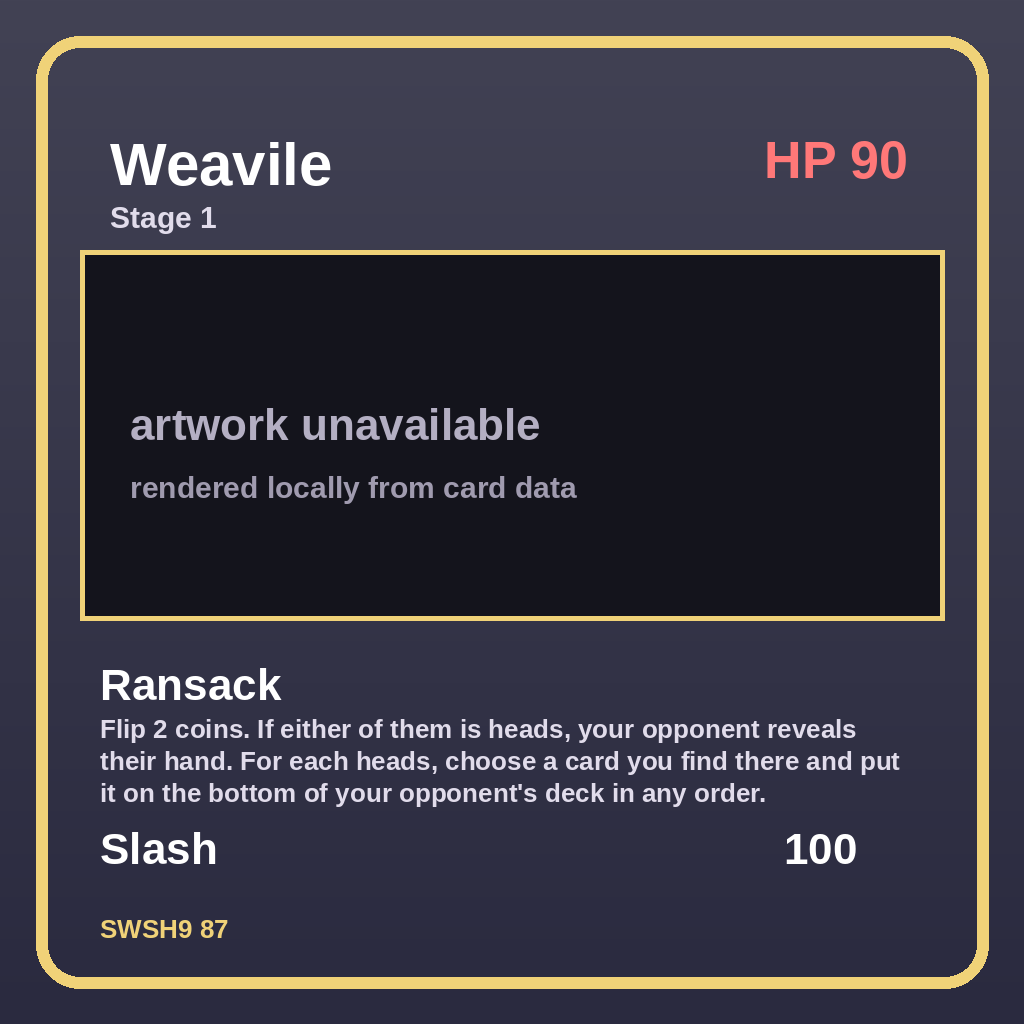 Weavile
HP 90
Stage 1
artwork unavailable
rendered locally from card data
Ransack
Flip 2 coins. If either of them is heads, your opponent reveals
their hand. For each heads, choose a card you find there and put
it on the bottom of your opponent's deck in any order.
Slash
100
SWSH9 87